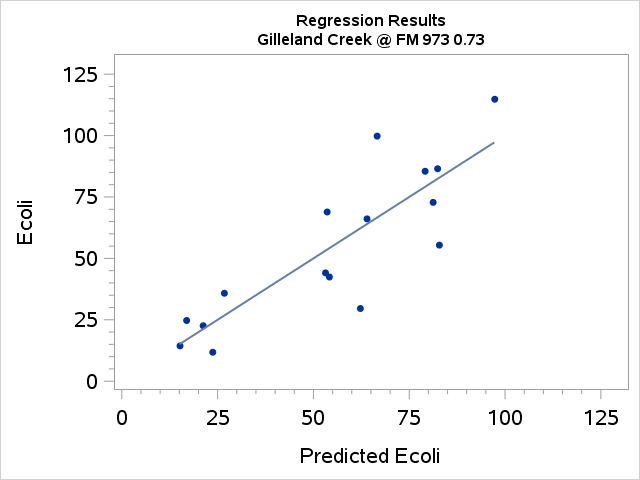 Regression Results
Gilleland Creek @ FM 973 0.73
Ecoli
125
100
75
50
25
0
0 25 50 75 100 125
Predicted Ecoli